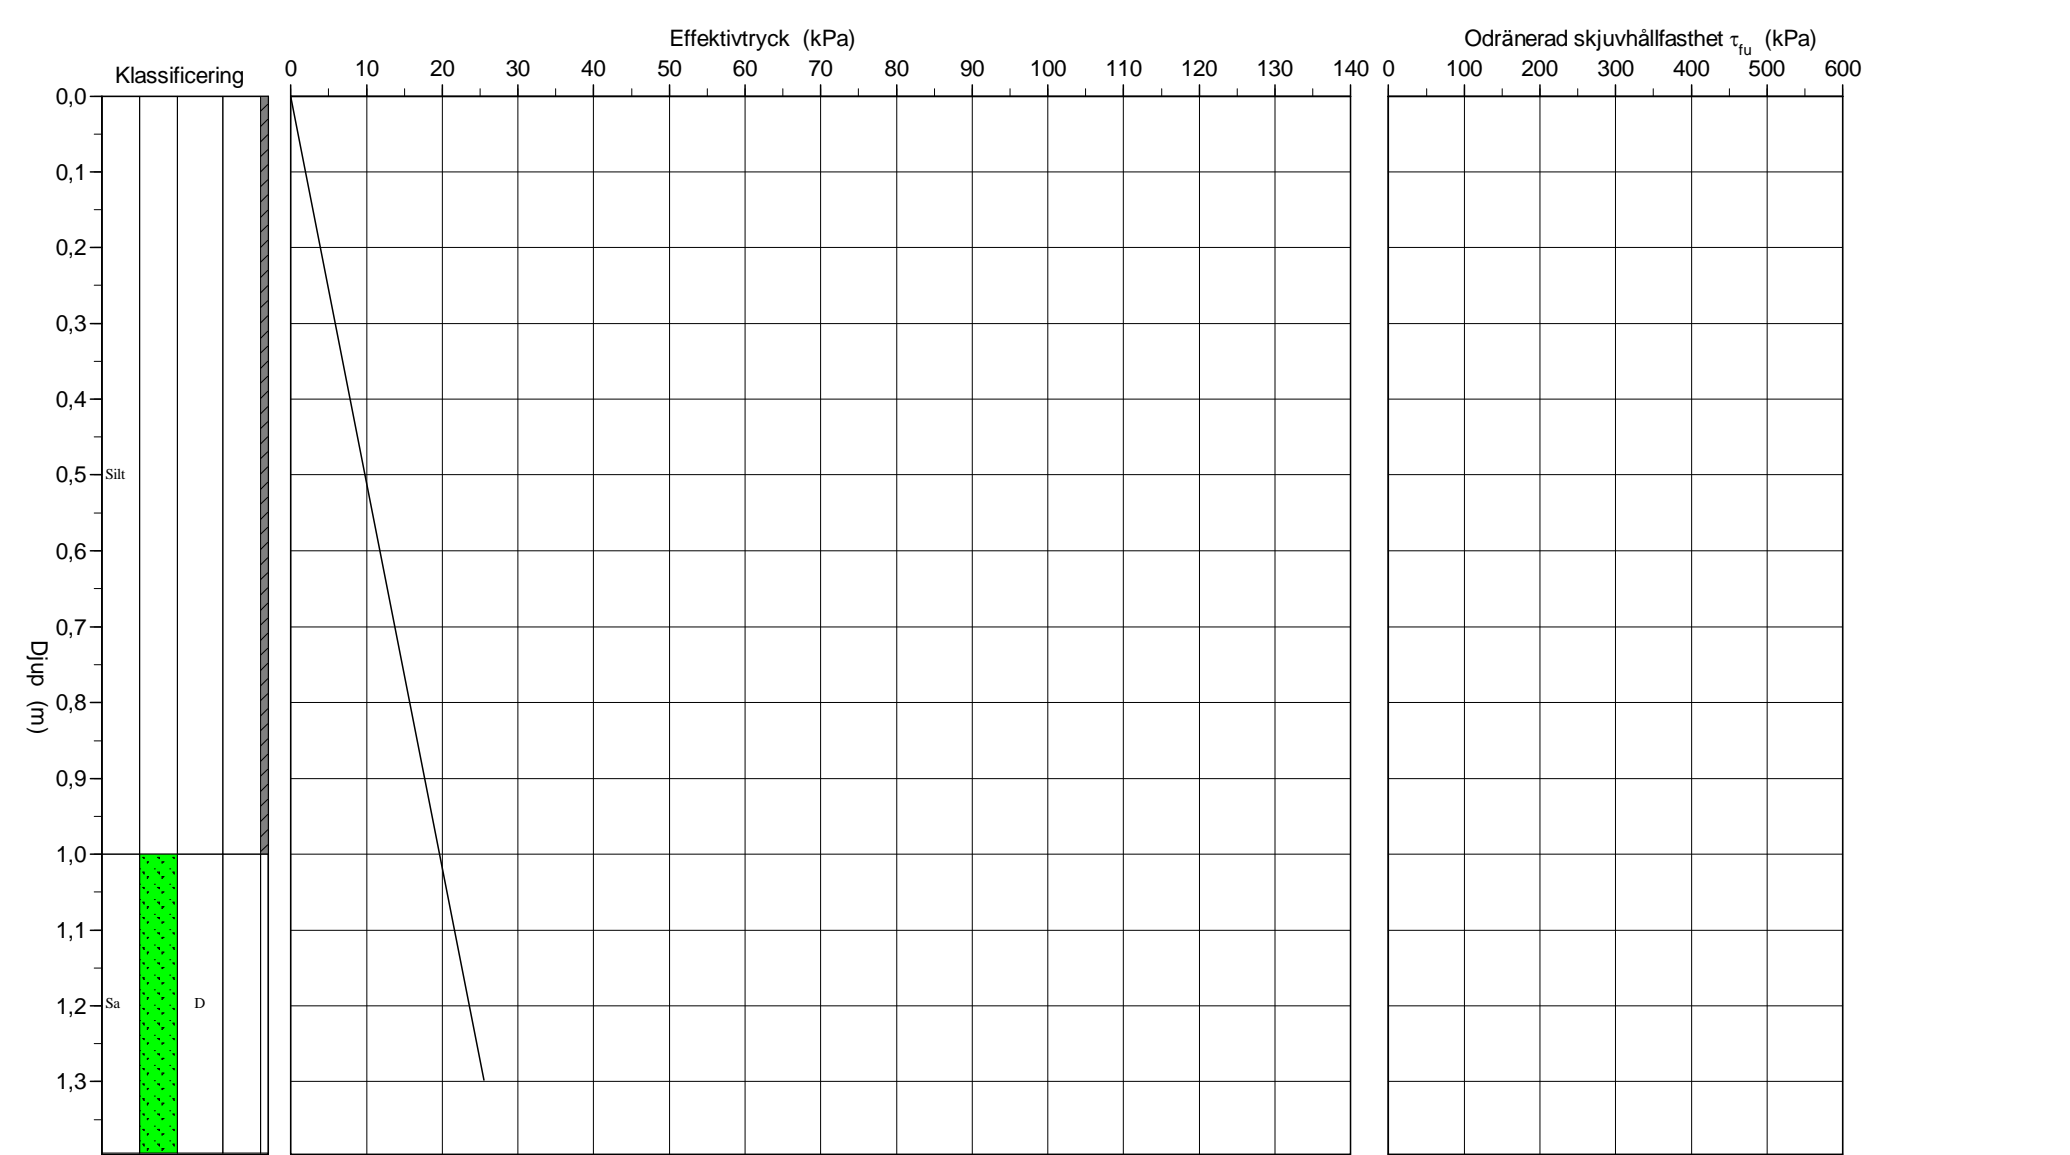 Effektivtryck (kPa)
Odränerad skjuvhållfasthet τfu (kPa)
Klassificering
0 10 20 30 40 50 60 70 80 90 100 110 120 130 140
0 100 200 300 400 500 600
0,0
0,1
0,2
0,3
0,4
0,5
Silt
0,6
0,7
Djup (m)
0,8
0,9
1,0
1,1
1,2
Sa
D
1,3